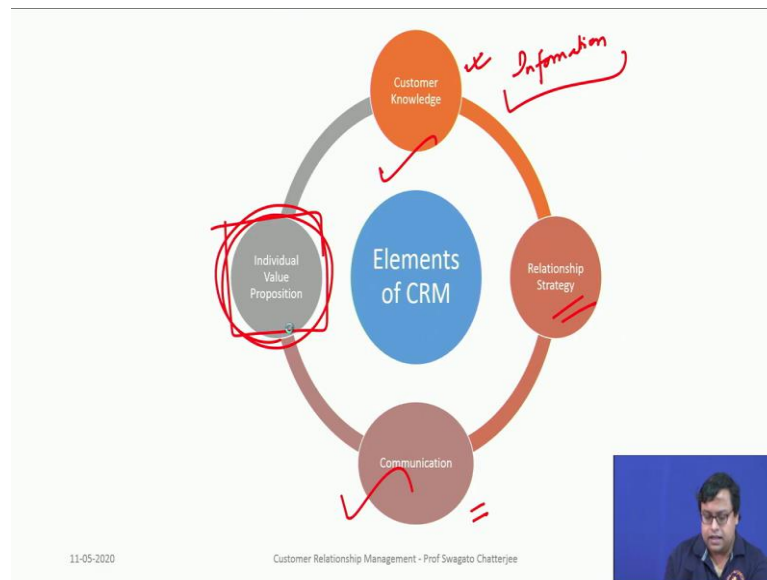 Customer
Knowledge
Infomation
Individual
Value
Proposition
Elements
of CRM
Relationship
Strategy
Communication
11-05-2020
Customer Relationship Management - Prof Swagato Chatterjee